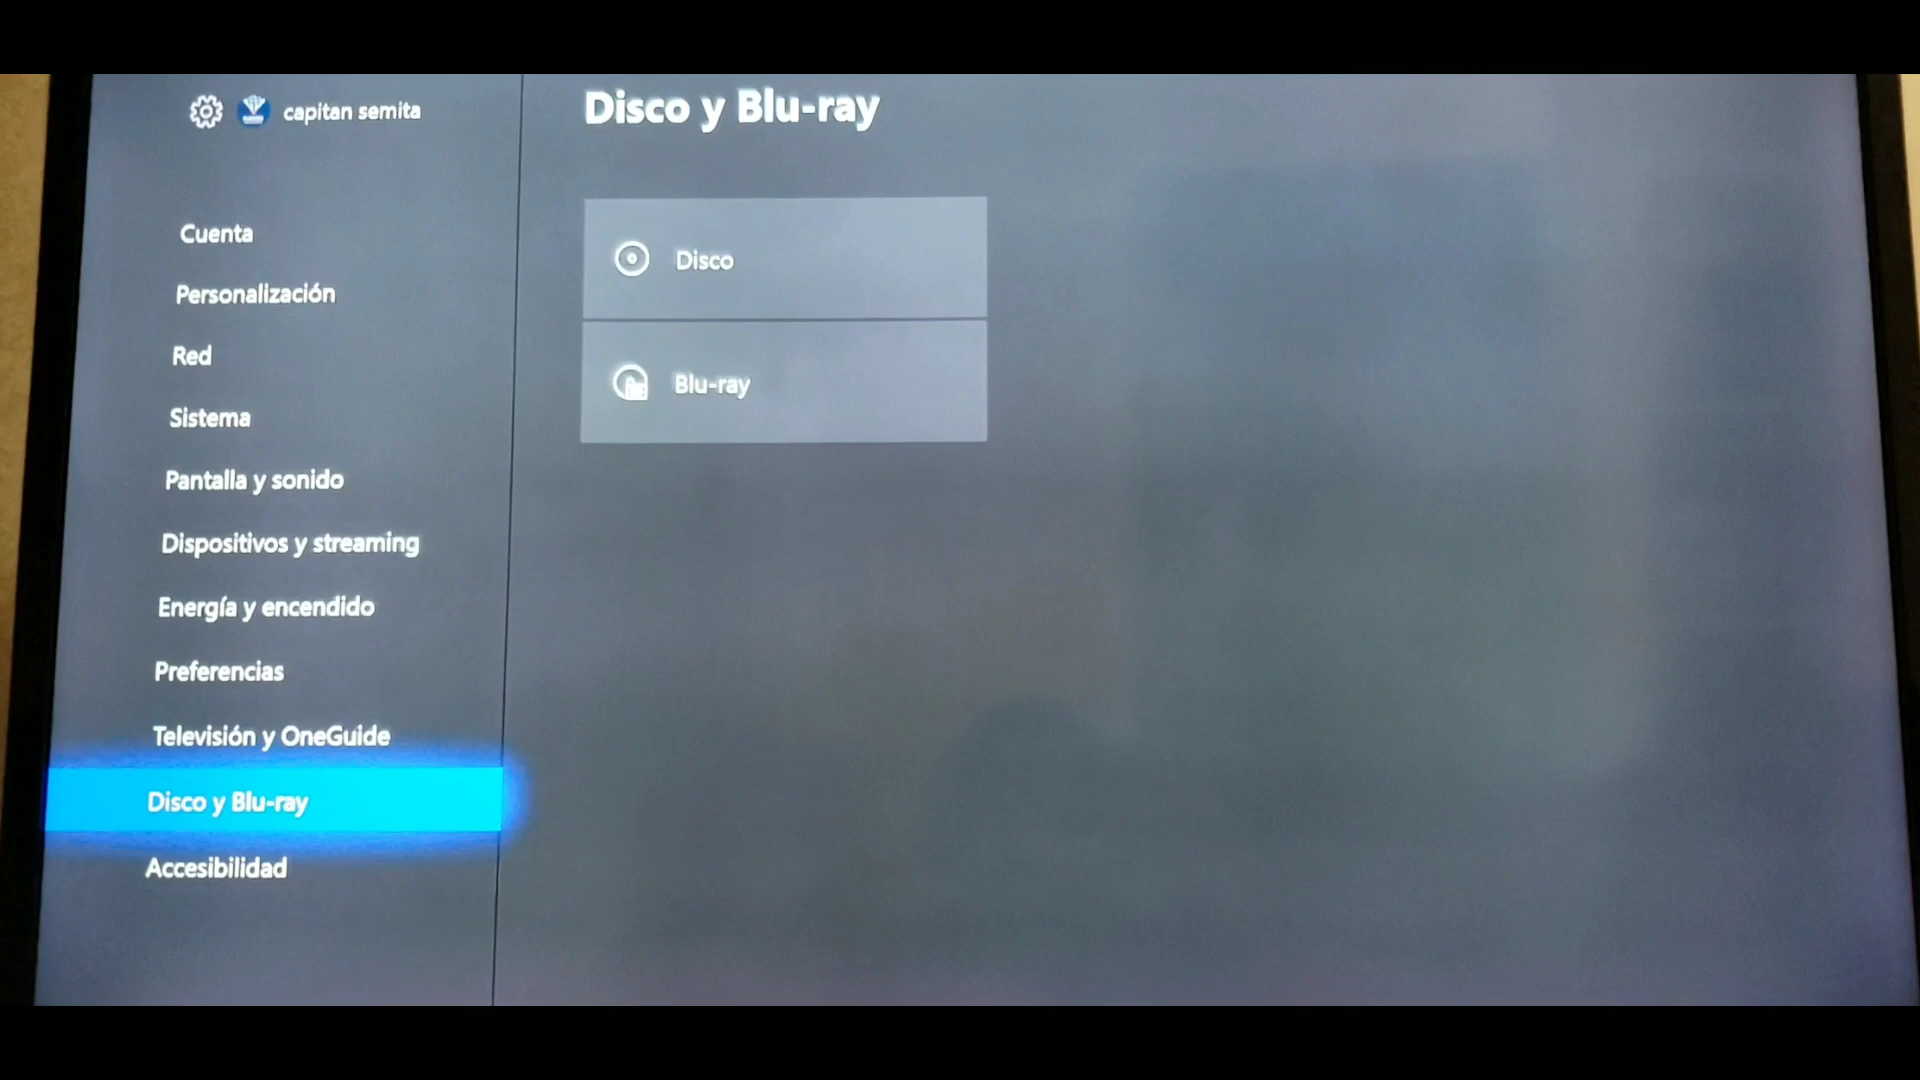 capitan semita
Cuenta
Personalización
Red
Sistema
Pantalla y sonido
Dispositivos y streaming
Energía y encendido
Preferencias
Televisión y OneGuide
Disco y Blu-ray
Accesibilidad
Disco y Blu-ray
Disco
Blu-ray